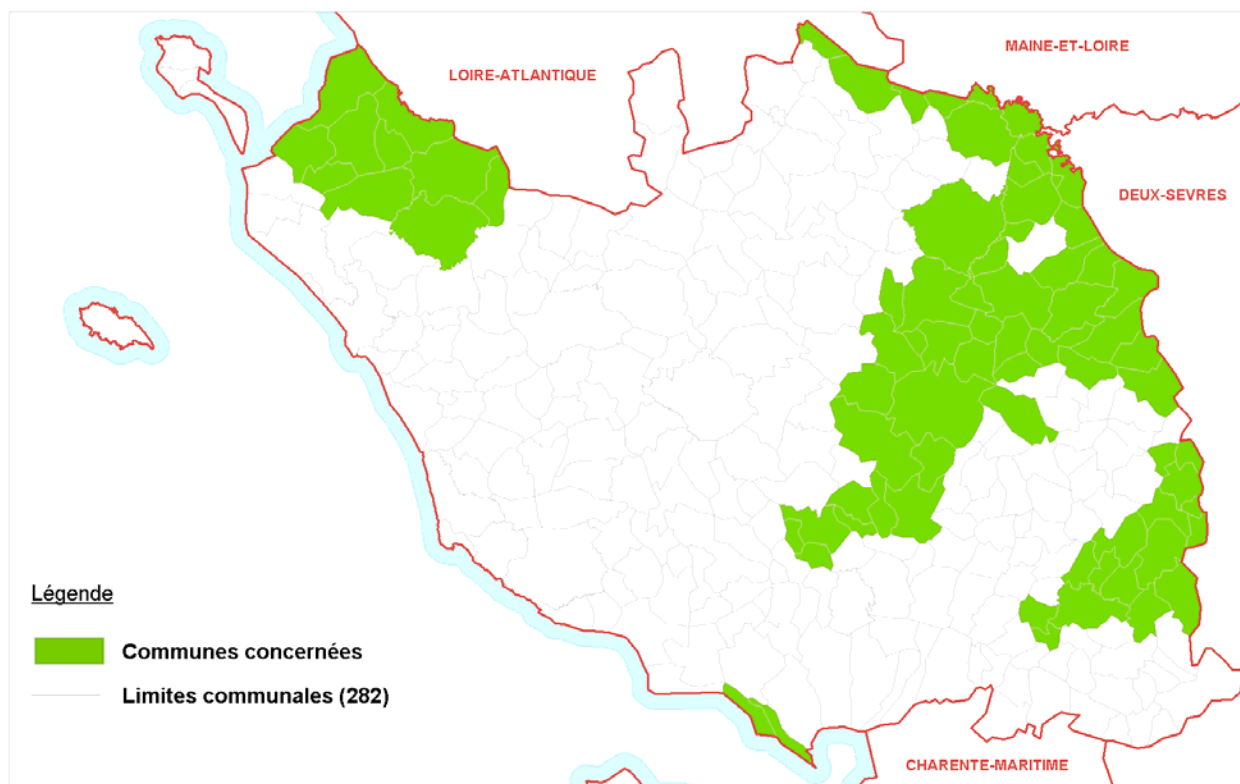 MAINE-ET-LOIRE
LOIRE-ATLANTIQUE
DEUX-SEVRES
Légende
Communes concernées
Limites communales (282)
CHARENTE-MARITIME